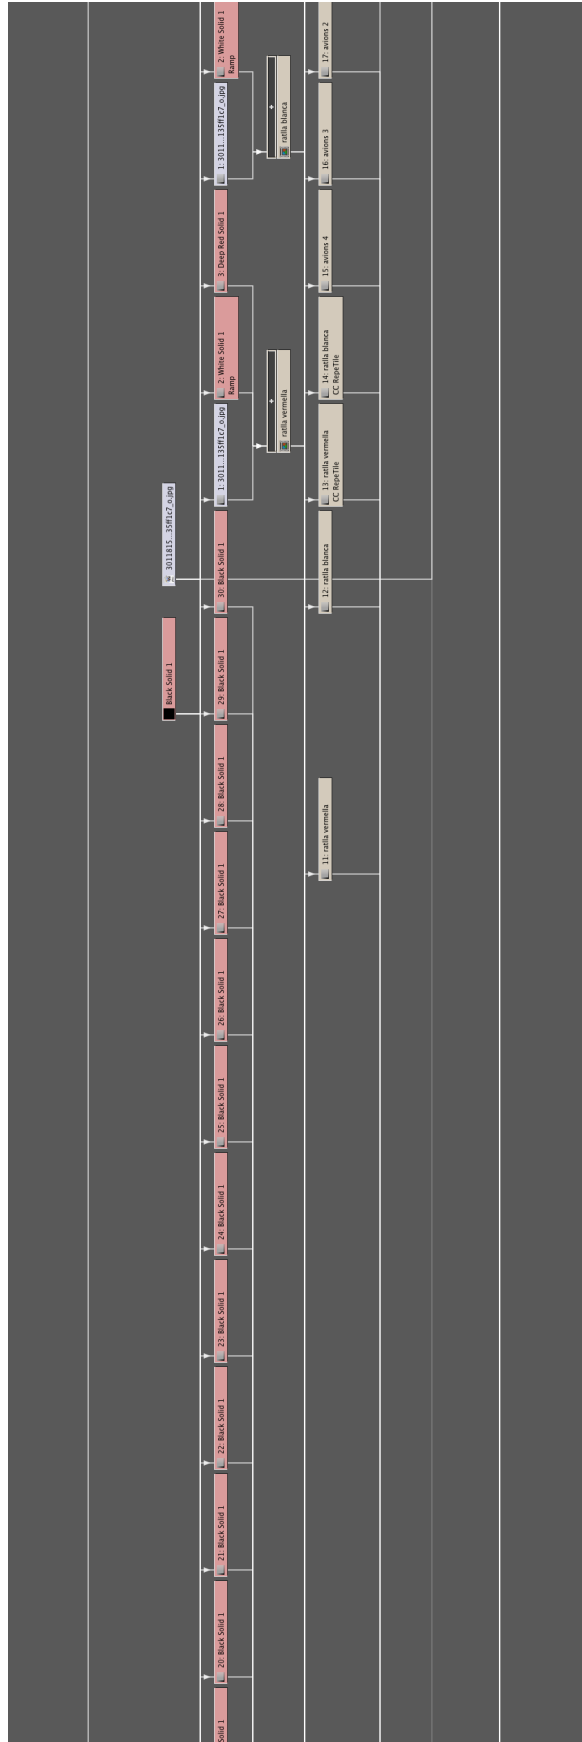 2: White Solid 1
Ramp
1: 3011...135ff1c7_o.jpg
3: Deep Red Solid 1
2: White Solid 1
Ramp
1: 3011...135ff1c7_o.jpg
30: Black Solid 1
29: Black Solid 1
28: Black Solid 1
27: Black Solid 1
26: Black Solid 1
25: Black Solid 1
24: Black Solid 1
23: Black Solid 1
22: Black Solid 1
21: Black Solid 1
20: Black Solid 1
Solid 1
3011815...35ff1c7_o.jpg
Black Solid 1
ratlla blanca
ratlla vermella
17: avions 2
16: avions 3
15: avions 4
14: ratlla blanca
CC RepeTile
13: ratlla vermella
CC RepeTile
12: ratlla blanca
11: ratlla vermella